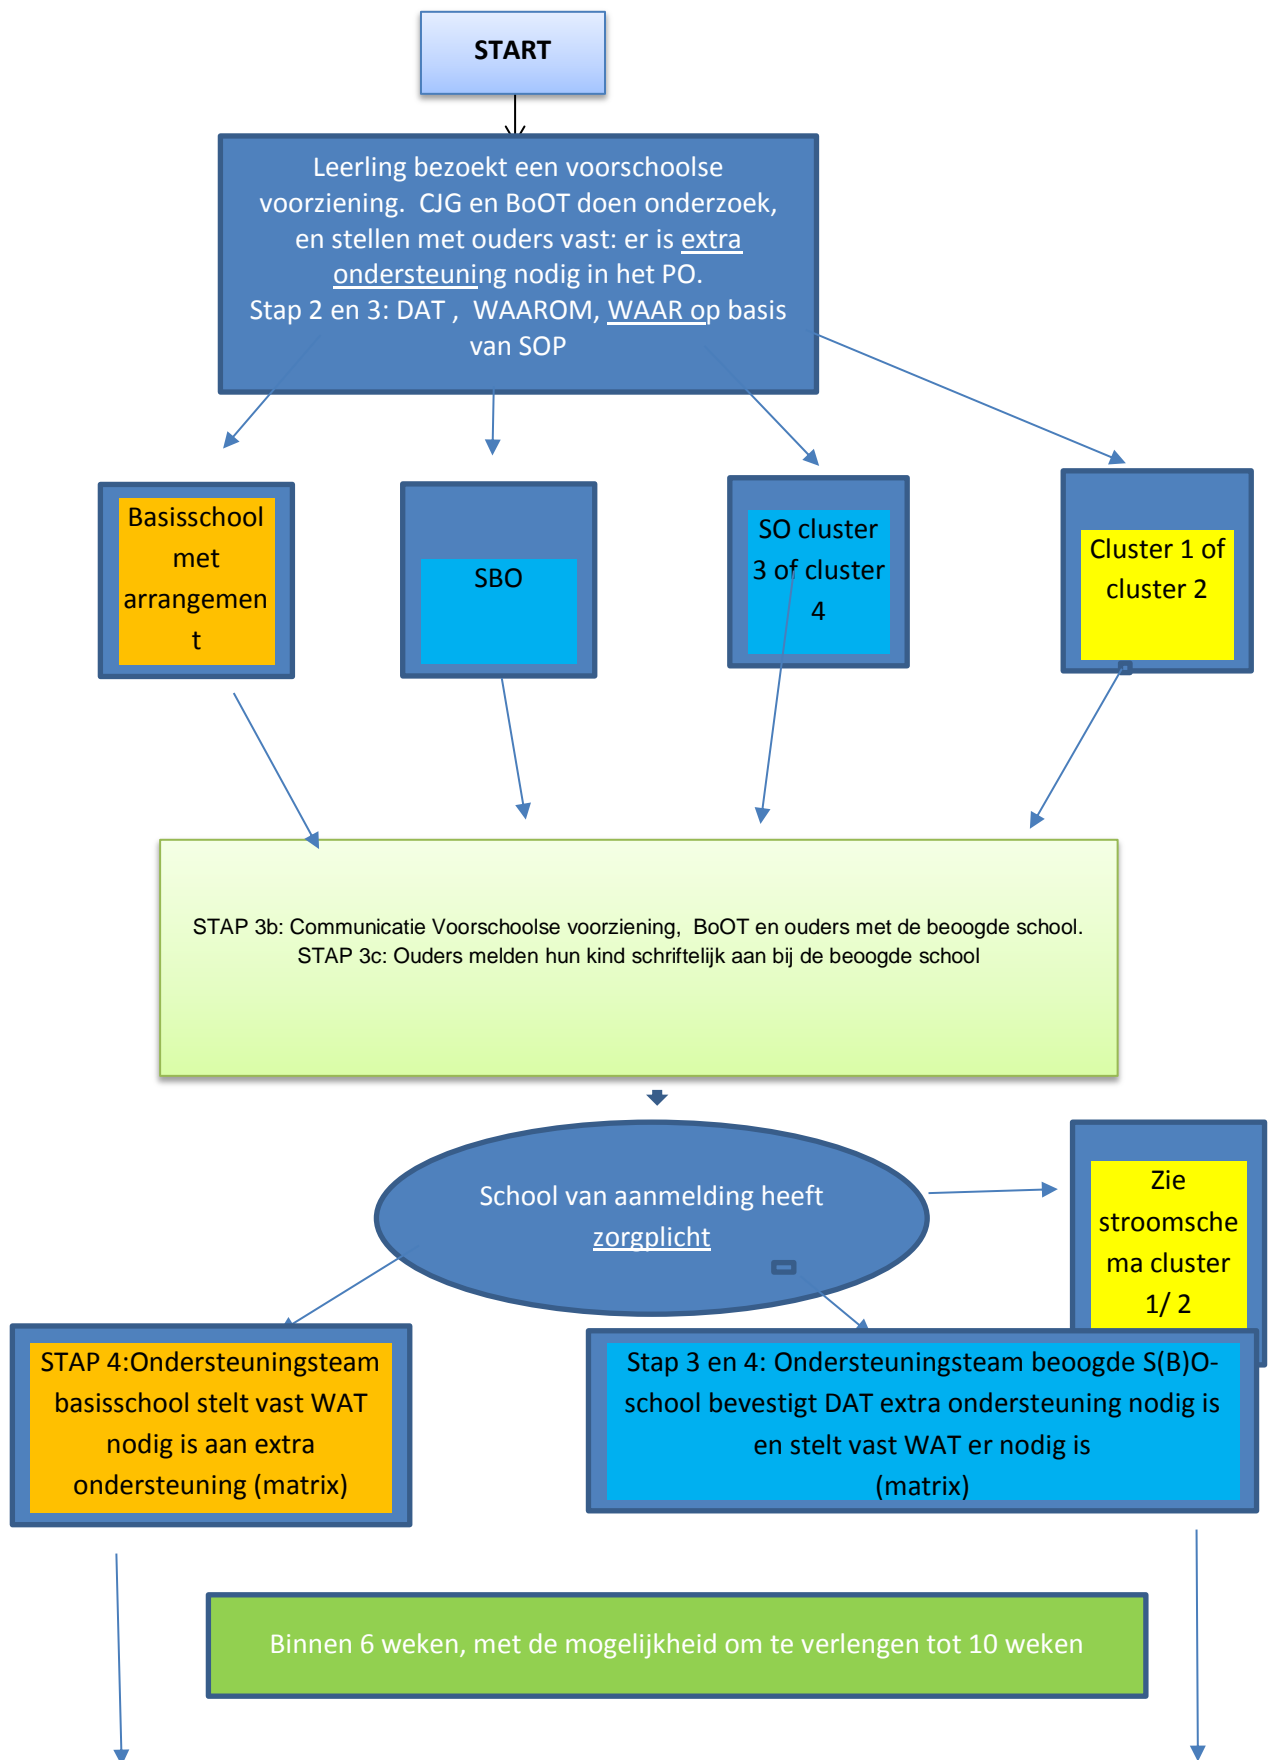 START
Leerling bezoekt een voorschoolse
voorziening.  CJG en BoOT doen onderzoek,
en stellen met ouders vast: er is extra
ondersteuning nodig in het PO.
Stap 2 en 3: DAT ,  WAAROM, WAAR op basis
van SOP
Basisschool
met
arrangemen
t
SBO
SO cluster
3 of cluster
4
Cluster 1 of
cluster 2
STAP 3b: Communicatie Voorschoolse voorziening,  BoOT en ouders met de beoogde school.
STAP 3c: Ouders melden hun kind schriftelijk aan bij de beoogde school
School van aanmelding heeft
zorgplicht
Zie
stroomsche
ma cluster
1/ 2
STAP 4:Ondersteuningsteam
basisschool stelt vast WAT
nodig is aan extra
ondersteuning (matrix)
Stap 3 en 4: Ondersteuningsteam beoogde S(B)O-
school bevestigt DAT extra ondersteuning nodig is
en stelt vast WAT er nodig is
(matrix)
Binnen 6 weken, met de mogelijkheid om te verlengen tot 10 weken